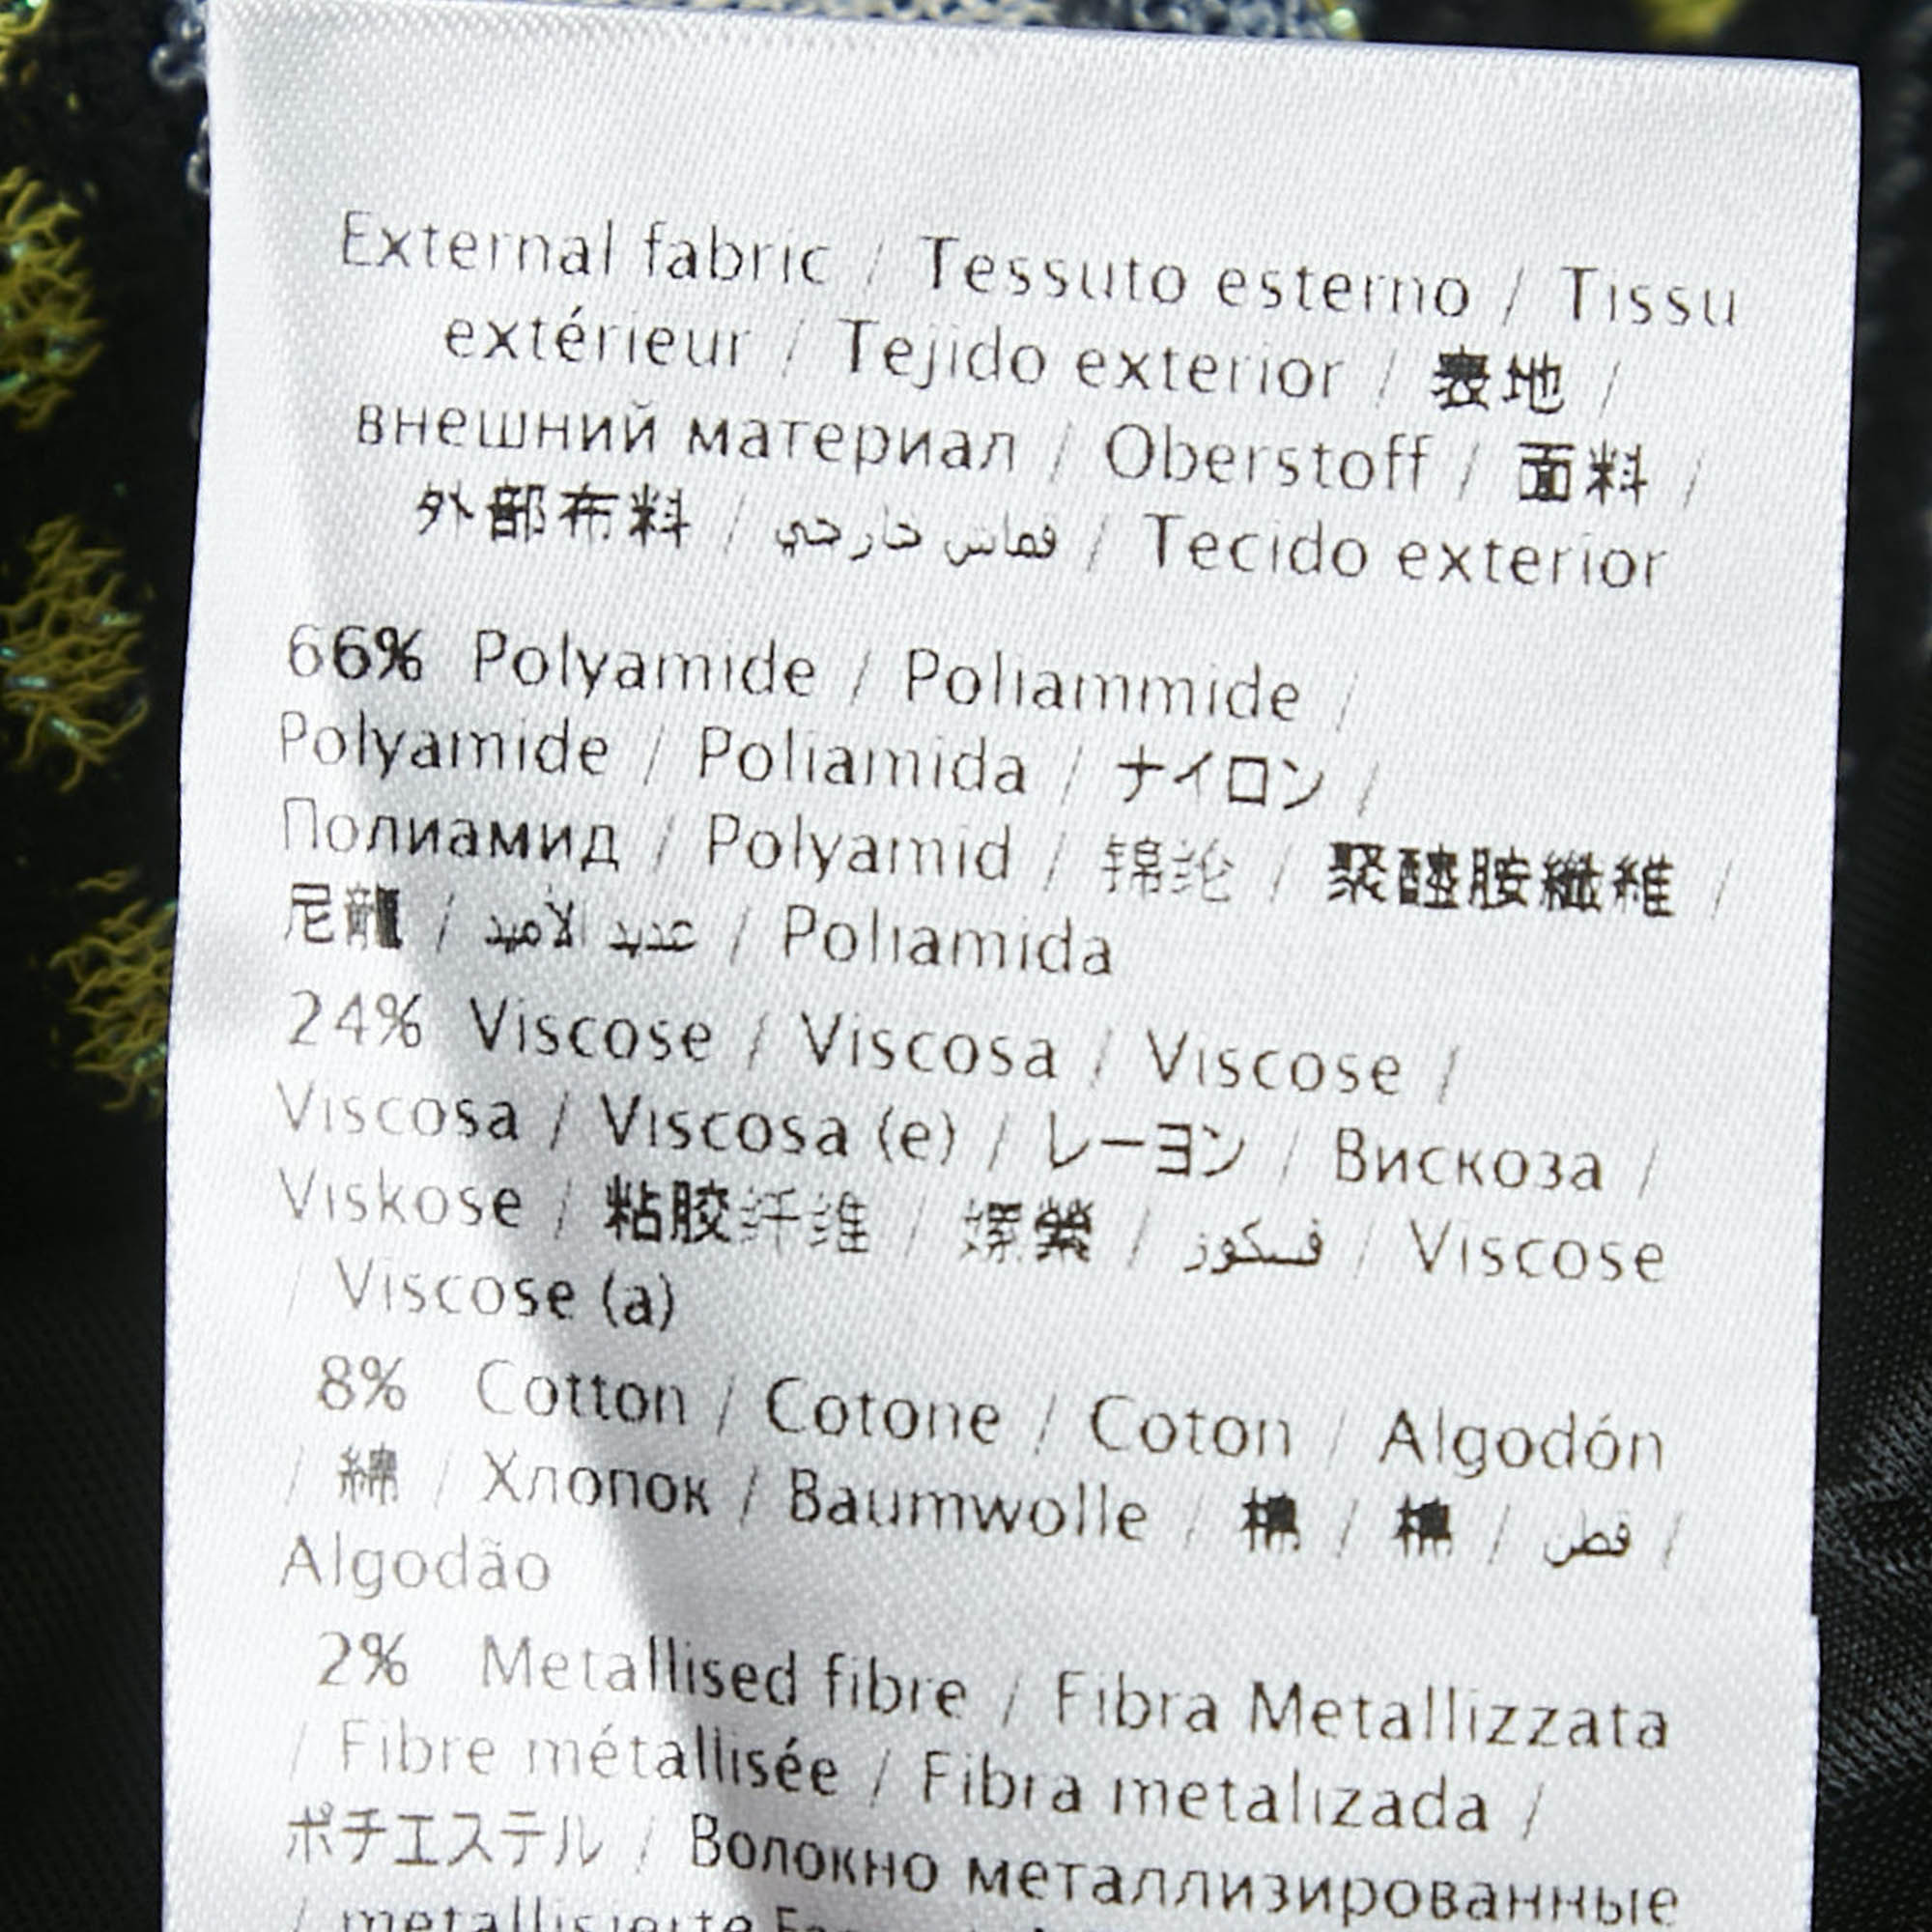 External fabric / Tessuto esterno / Tissu
extérieur / Tejido exterior / 表地 /
внешний материал / Oberstoff / 面料 /
外部布料 / قماش خارجي / Tecido exterior
66% Polyamide / Poliammide /
Polyamide / Poliamida / ナイロン /
Полиамид / Polyamid / 锦纶 / 聚醯胺纖維 /
尼龍 / عديد الاميد / Poliamida
24% Viscose / Viscosa / Viscose /
Viscosa / Viscosa (e) / レーヨン / Вискоза /
Viskose / 粘胶纤维 / 嫘縈 / فسكوز / Viscose
/ Viscose (a)
8% Cotton / Cotone / Coton / Algodón
/ 綿 / Хлопок / Baumwolle / 棉 / 棉 / قطن /
Algodão
2% Metallised fibre / Fibra Metallizzata
/ Fibre métallisée / Fibra metalizada /
ポチエステル / Волокно металлизированные
/ metallisierte